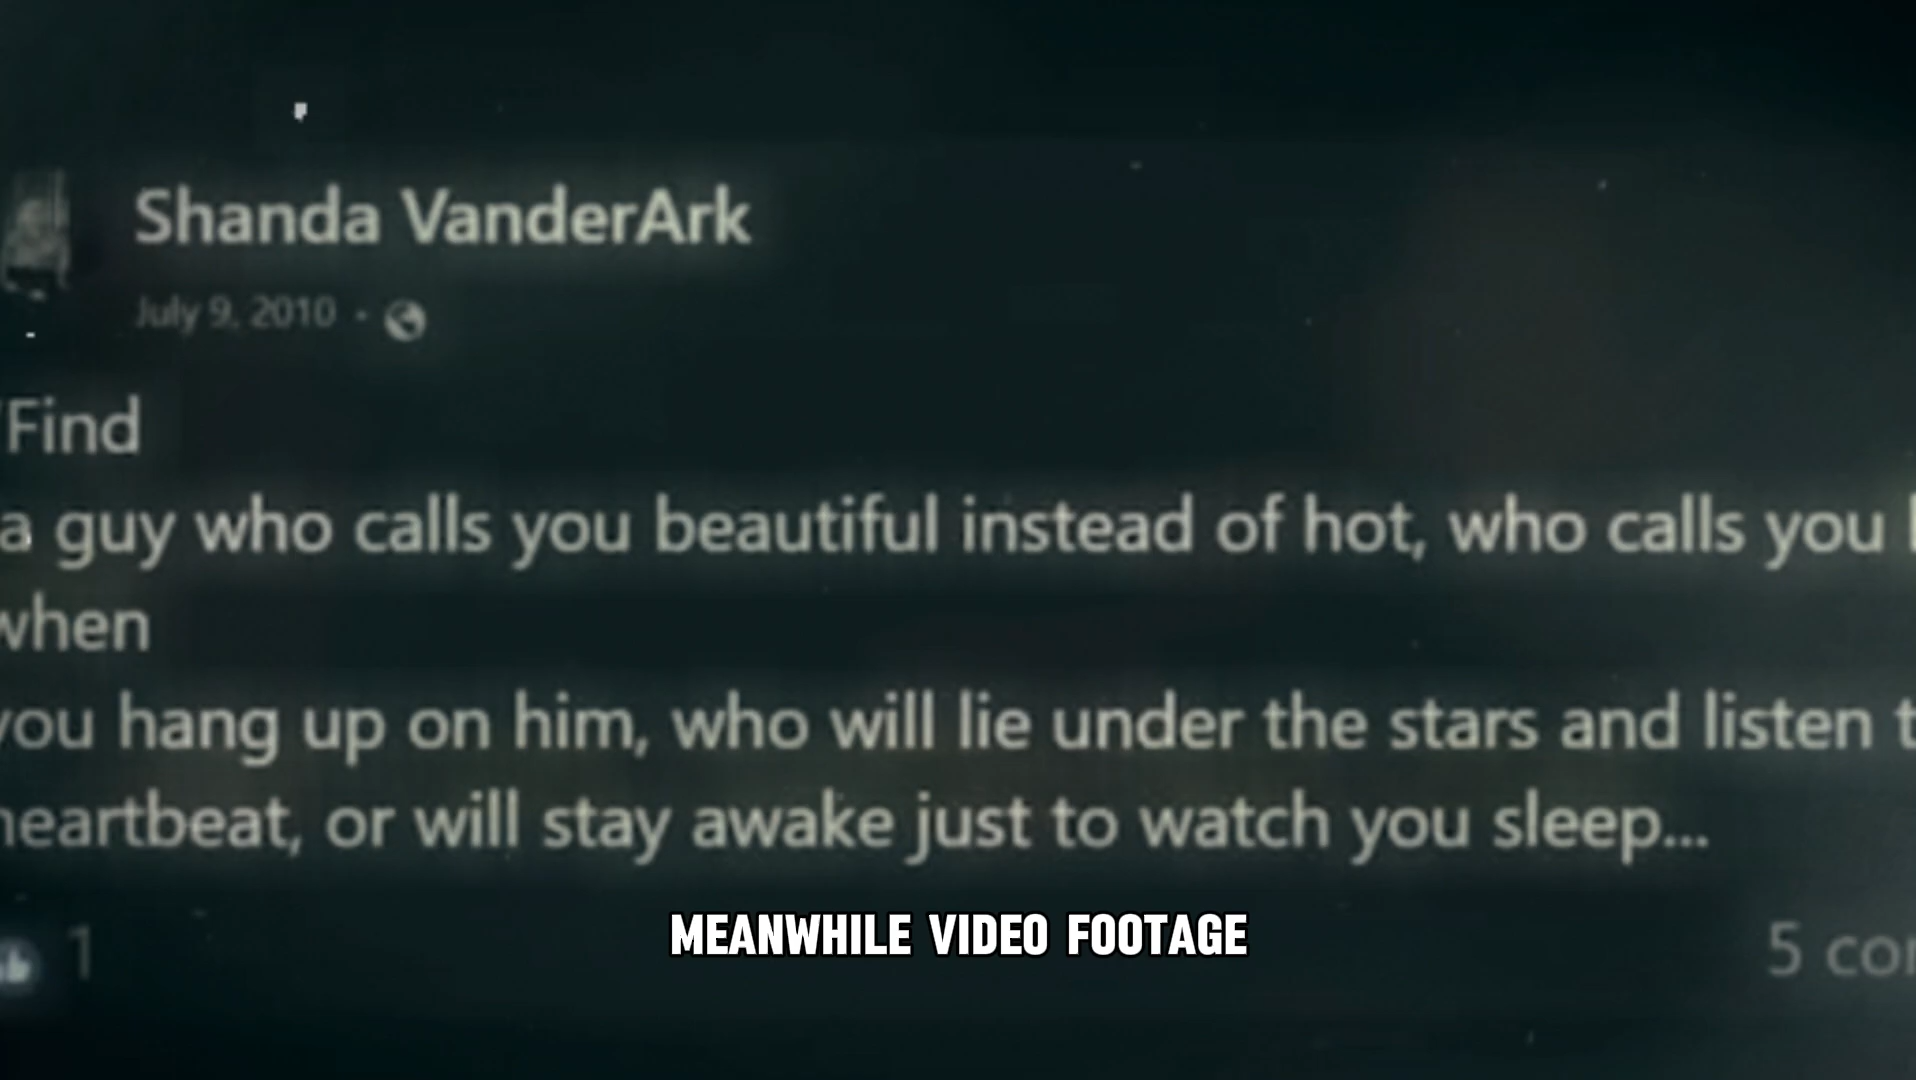 Shanda VanderArk
July 9, 2010
"Find
a guy who calls you beautiful instead of hot, who calls you
when
you hang up on him, who will lie under the stars and listen
heartbeat, or will stay awake just to watch you sleep...
MEANWHILE VIDEO FOOTAGE
1
5